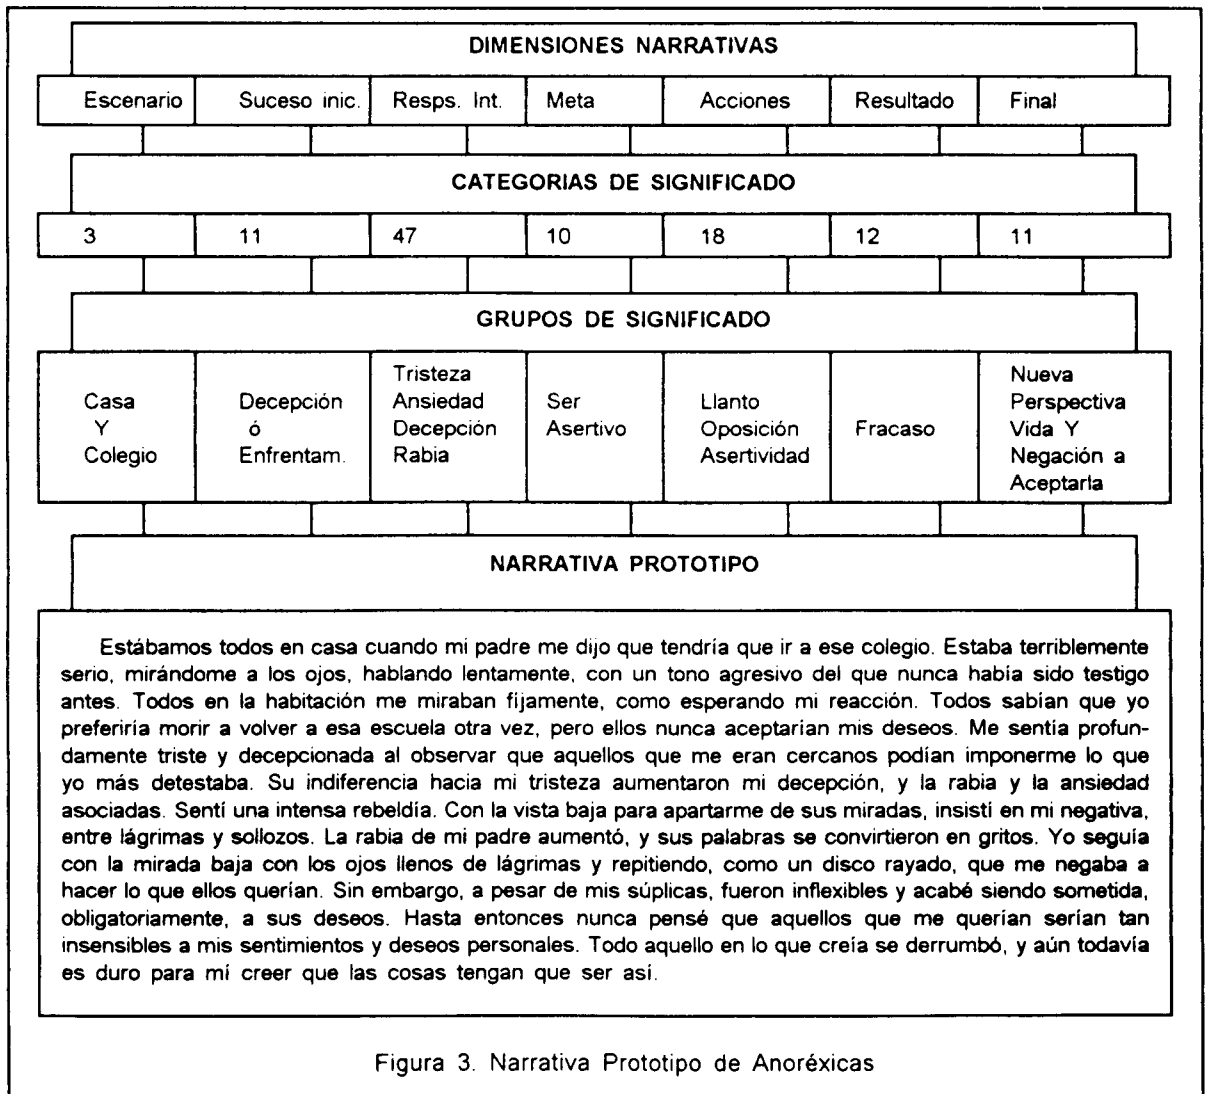 DIMENSIONES NARRATIVAS
Escenario Suceso inic. Resps. Int. Meta Acciones Resultado Final
CATEGORIAS DE SIGNIFICADO
3 11 47 10 18 12 11
GRUPOS DE SIGNIFICADO
Casa
Y
Colegio
Decepción
ó
Enfrentam.
Tristeza
Ansiedad
Decepción
Rabia
Ser
Asertivo
Llanto
Oposición
Asertividad
Fracaso
Nueva
Perspectiva
Vida Y
Negación a
Aceptarla
NARRATIVA PROTOTIPO
Estábamos todos en casa cuando mi padre me dijo que tendría que ir a ese colegio. Estaba terriblemente
serio, mirándome a los ojos, hablando lentamente, con un tono agresivo del que nunca había sido testigo
antes. Todos en la habitación me miraban fijamente, como esperando mi reacción. Todos sabían que yo
preferiría morir a volver a esa escuela otra vez, pero ellos nunca aceptarían mis deseos. Me sentía profun-
damente triste y decepcionada al observar que aquellos que me eran cercanos podían imponerme lo que
yo más detestaba. Su indiferencia hacia mi tristeza aumentaron mi decepción, y la rabia y la ansiedad
asociadas. Sentí una intensa rebeldía. Con la vista baja para apartarme de sus miradas, insistí en mi negativa,
entre lágrimas y sollozos. La rabia de mi padre aumentó, y sus palabras se convirtieron en gritos. Yo seguía
con la mirada baja con los ojos llenos de lágrimas y repitiendo, como un disco rayado, que me negaba a
hacer lo que ellos querían. Sin embargo, a pesar de mis súplicas, fueron inflexibles y acabé siendo sometida,
obligatoriamente, a sus deseos. Hasta entonces nunca pensé que aquellos que me querían serían tan
insensibles a mis sentimientos y deseos personales. Todo aquello en lo que creía se derrumbó, y aún todavía
es duro para mí creer que las cosas tengan que ser así.
Figura 3. Narrativa Prototipo de Anoréxicas